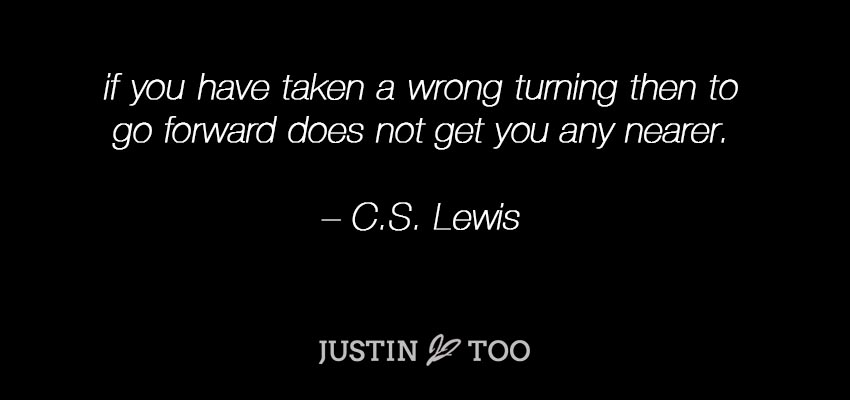 if you have taken a wrong turning then to
go forward does not get you any nearer.
– C.S. Lewis
JUSTIN TOO